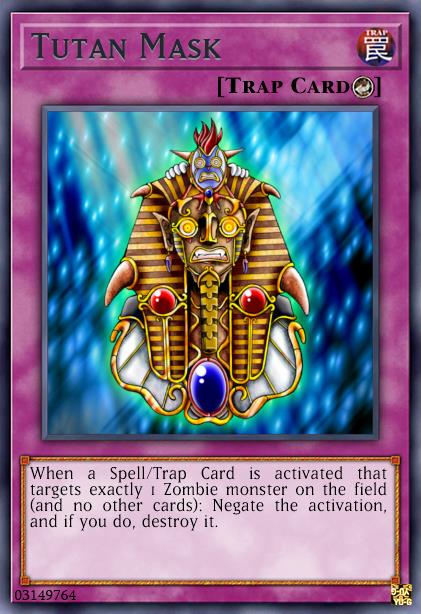 Tutan Mask
TRAP
罠
[Trap Card]
When a Spell/Trap Card is activated that
targets exactly 1 Zombie monster on the field
(and no other cards): Negate the activation,
and if you do, destroy it.
03149764